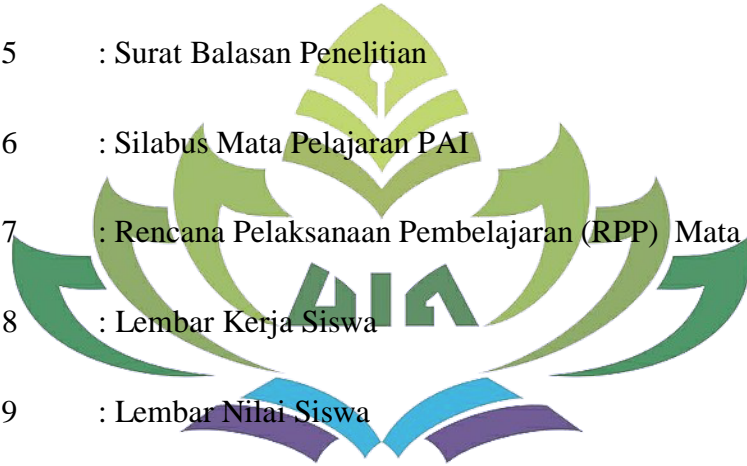 5 : Surat Balasan Penelitian
6 : Silabus Mata Pelajaran PAI
7 : Rencana Pelaksanaan Pembelajaran (RPP) Mata
UIN
8 : Lembar Kerja Siswa
9 : Lembar Nilai Siswa